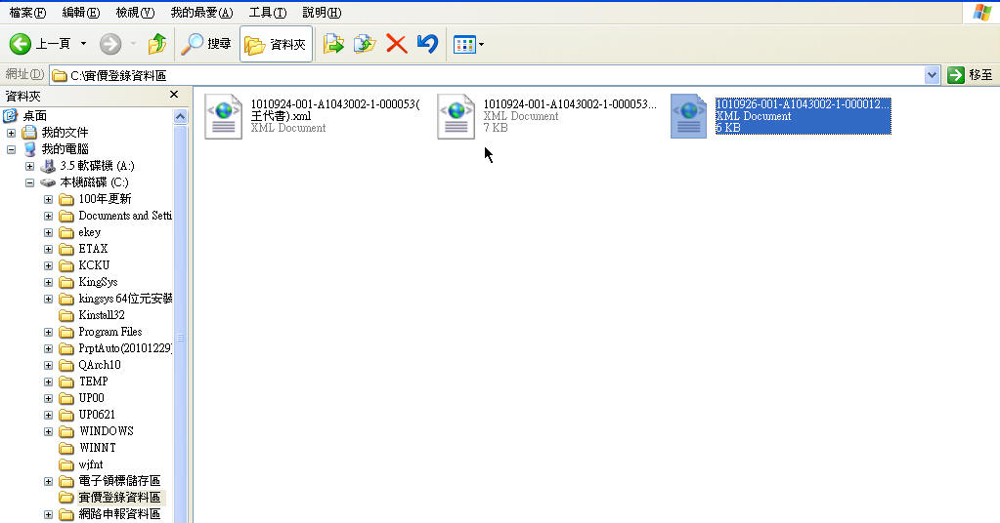 檔案(F) 編輯(E) 檢視(V) 我的最愛(A) 工具(T) 說明(H)
上一頁 搜尋 資料夾
網址(D) C:\實價登錄資料區 移至
資料夾
桌面
我的文件
我的電腦
3.5 軟碟機 (A:)
本機磁碟 (C:)
100年更新
Documents and Setti
ekey
ETAX
KCKU
KingSys
kingsys 64位元安裝
Kinstall32
Program Files
PrptAuto(20101229)
QArch10
TEMP
UP00
UP0621
WINDOWS
WINNT
wjfnt
電子領標儲存區
實價登錄資料區
網路申報資料區
1010924-001-A1043002-1-000053(
王代書).xml
XML Document
1010924-001-A1043002-1-000053...
XML Document
7 KB
1010926-001-A1043002-1-000012...
XML Document
6 KB